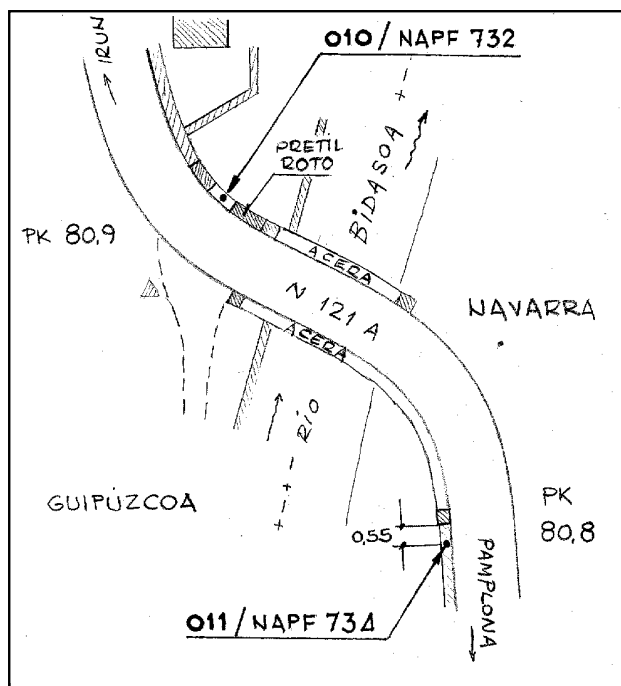 010 / NAPF 732
IRUN
N.
PRETIL
ROTO
BIDASOA
PK 80,9
ACERA
N 121 A
NAVARRA
ACERA
RÍO
GUIPÚZCOA
PK
80,8
0,55
PAMPLONA
011 / NAPF 734